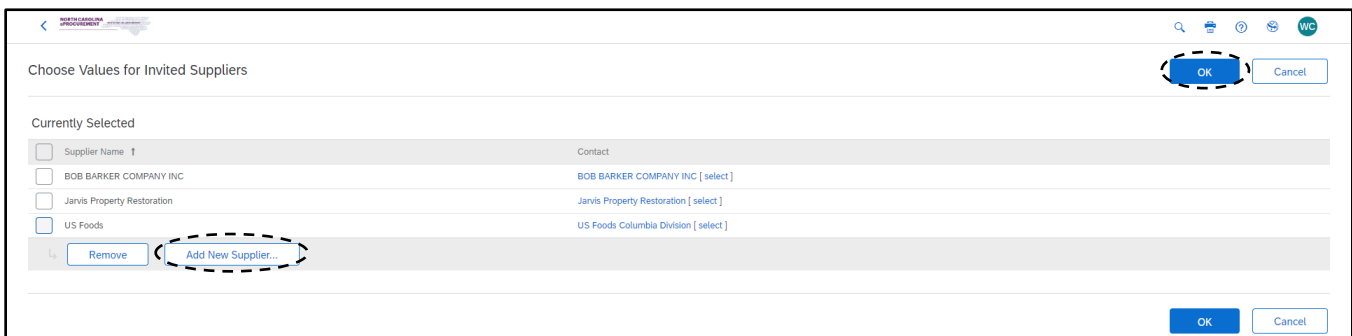 NORTH CAROLINA
ePROCUREMENT
WC
Choose Values for Invited Suppliers
OK
Cancel
Currently Selected
Supplier Name ↑
Contact
BOB BARKER COMPANY INC
BOB BARKER COMPANY INC [ select ]
Jarvis Property Restoration
Jarvis Property Restoration [ select ]
US Foods
US Foods Columbia Division [ select ]
Remove
Add New Supplier...
OK
Cancel